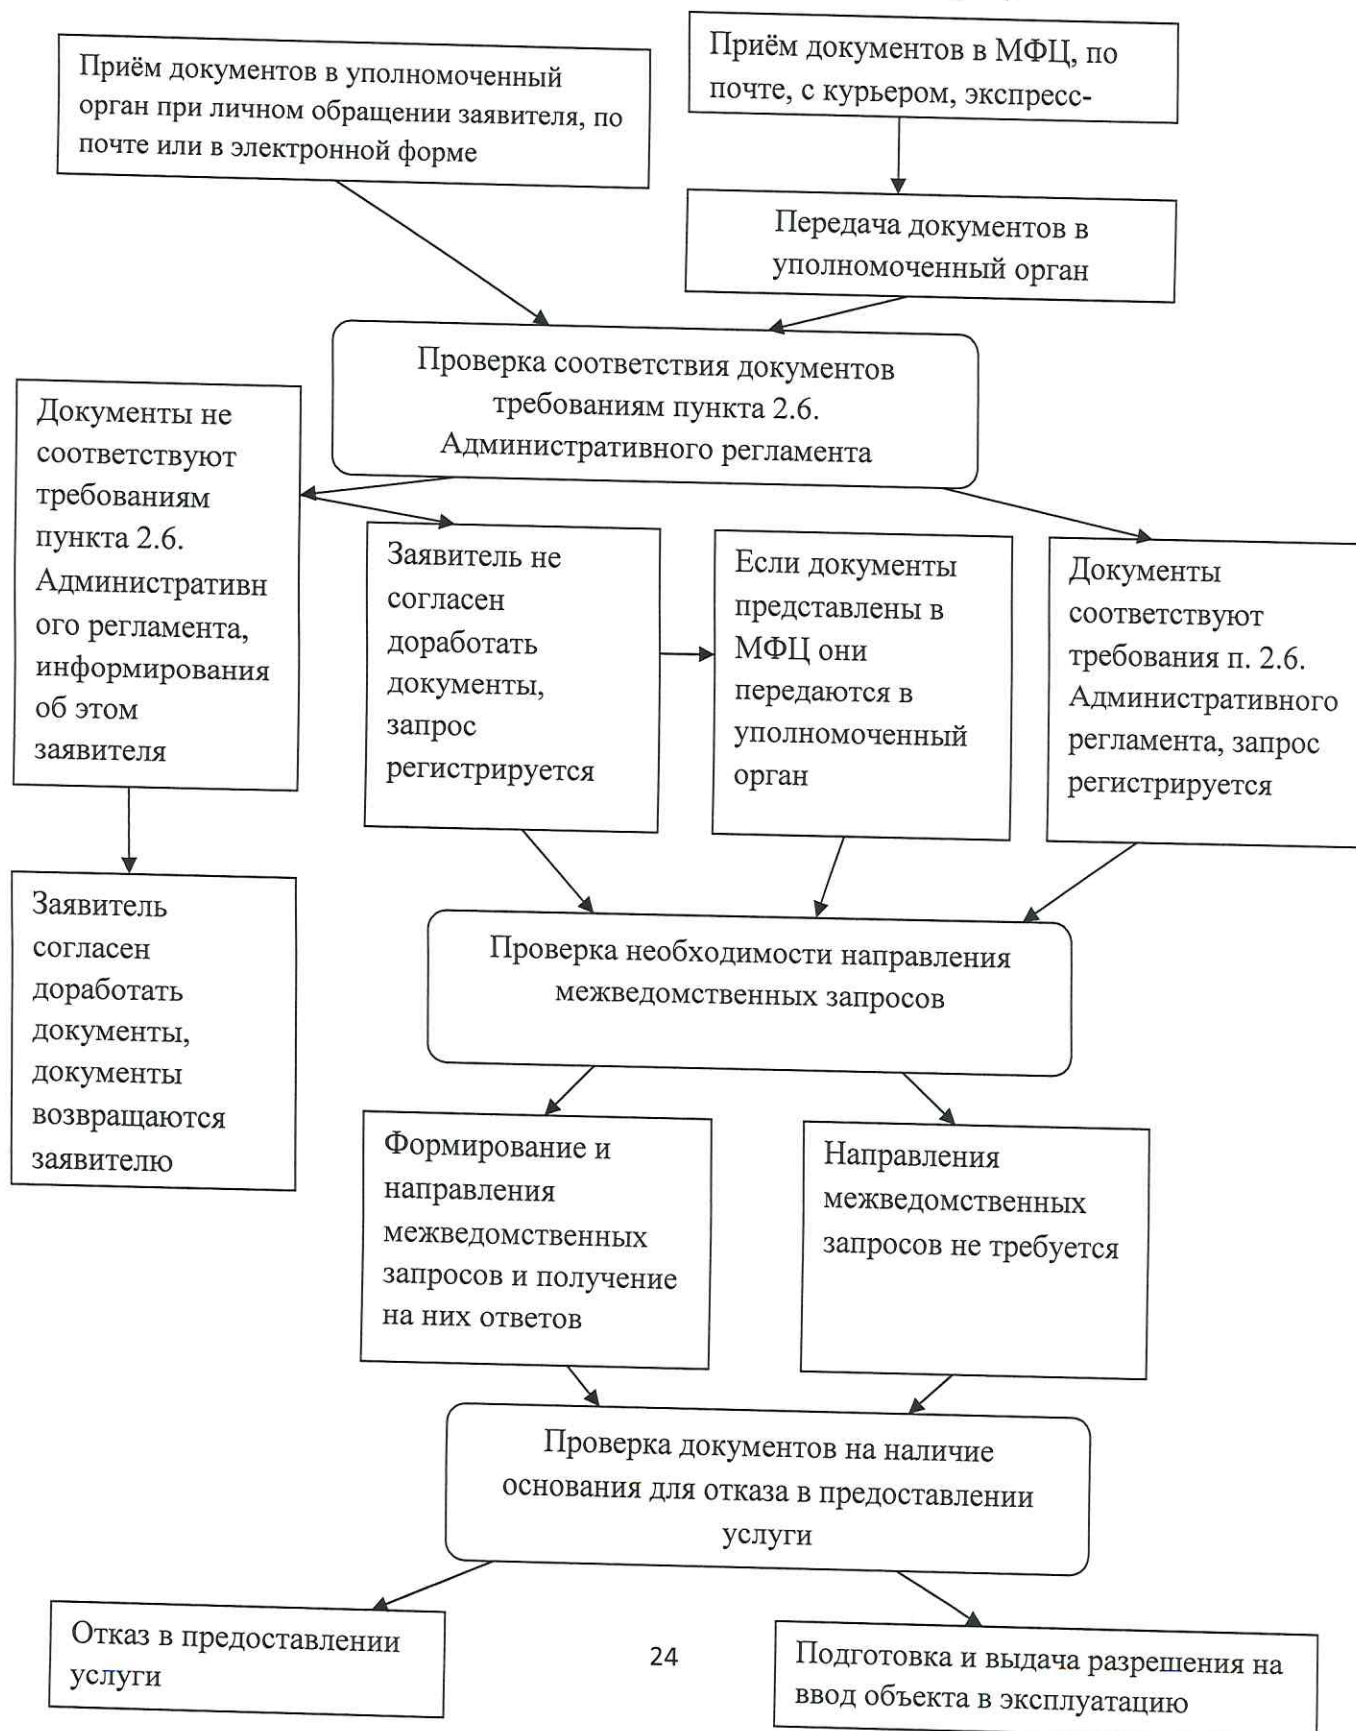 Приём документов в уполномоченный
орган при личном обращении заявителя, по
почте или в электронной форме
Приём документов в МФЦ, по
почте, с курьером, экспресс-
Передача документов в
уполномоченный орган
Проверка соответствия документов
требованиям пункта 2.6.
Административного регламента
Документы не
соответствуют
требованиям
пункта 2.6.
Административн
ого регламента,
информирования
об этом
заявителя
Заявитель не
согласен
доработать
документы,
запрос
регистрируется
Если документы
представлены в
МФЦ они
передаются в
уполномоченный
орган
Документы
соответствуют
требования п. 2.6.
Административного
регламента, запрос
регистрируется
Заявитель
согласен
доработать
документы,
документы
возвращаются
заявителю
Проверка необходимости направления
межведомственных запросов
Формирование и
направления
межведомственных
запросов и получение
на них ответов
Направления
межведомственных
запросов не требуется
Проверка документов на наличие
основания для отказа в предоставлении
услуги
Отказ в предоставлении
услуги
24
Подготовка и выдача разрешения на
ввод объекта в эксплуатацию